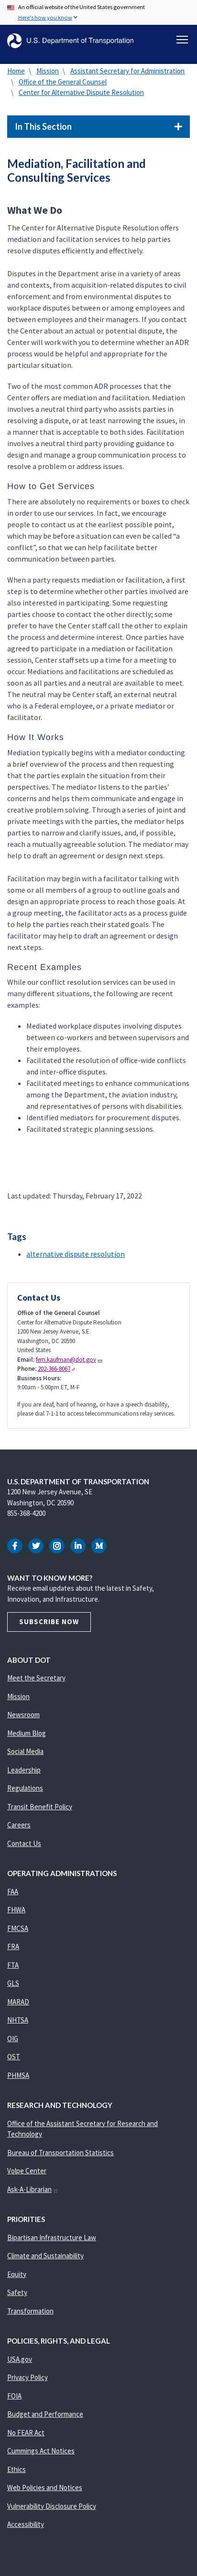 An official website of the United States government
Here's how you know
U.S. Department of Transportation
Home \ Mission \ Assistant Secretary for Administration
\ Office of the General Counsel
\ Center for Alternative Dispute Resolution
In This Section +
Mediation, Facilitation and
Consulting Services
What We Do
The Center for Alternative Dispute Resolution offers
mediation and facilitation services to help parties
resolve disputes efficiently and effectively.
Disputes in the Department arise in a variety of areas
and contexts, from acquisition-related disputes to civil
enforcement disputes and from external disputes to
workplace disputes between or among employees and
between employees and their managers. If you contact
the Center about an actual or potential dispute, the
Center will work with you to determine whether an ADR
process would be helpful and appropriate for the
particular situation.
Two of the most common ADR processes that the
Center offers are mediation and facilitation. Mediation
involves a neutral third party who assists parties in
resolving disputes by facilitating discussions,
sometimes in joint sessions and sometimes in
individual sessions with each party. Facilitation also
involves a neutral third party providing guidance to
design and manage a group discussion concerning
specific problems or addressing issues.
How to Get Services
There are absolutely no requirements or boxes to check
in order to use our services. In fact, we encourage
people to contact us at the earliest possible point,
which may be before a situation can even be called “a
conflict”, so that we can help facilitate open
communication between parties.
When a party requests mediation or facilitation, a first
step is to determine whether other parties involved are
also interested in participating. Some requesting
parties choose to contact others directly; some prefer
to have the Center staff call the other to explain and
invite their participation. Once the parties to a
mediation or facilitation agree to participate in a
session, Center staff sets up a time for a meeting to
occur. Mediations and facilitations are scheduled as
soon as all parties and a neutral are available to meet.
The neutral may be Center staff, an external neutral
who is a Federal employee, or a private mediator or
facilitator.
How It Works
Mediation typically begins with a mediator conducting
a brief overview of the process, then requesting that
the parties explain the situation from their
perspectives. The mediator listens to the parties’
concerns and helps them communicate and engage in
joint problem-solving. Through a series of joint and
private meetings with the parties, the mediator helps
parties to narrow and clarify issues, and, if possible,
reach a mutually agreeable solution. The mediator may
help to draft an agreement or design next steps.
Facilitation may begin with a facilitator talking with
some or all members of a group to outline goals and
design an appropriate process to reach those goals. At
a group meeting, the facilitator acts as a process guide
to help the parties reach their stated goals. The
facilitator may help to draft an agreement or design
next steps.
Recent Examples
While our conflict resolution services can be used in
many different situations, the following are recent
examples:
Mediated workplace disputes involving disputes
between co-workers and between supervisors and
their employees.
Facilitated the resolution of office-wide conflicts
and inter-office disputes.
Facilitated meetings to enhance communications
among the Department, the aviation industry,
and representatives of persons with disabilities.
Identified mediators for procurement disputes.
Facilitated strategic planning sessions.
Last updated: Thursday, February 17, 2022
Tags
alternative dispute resolution
Contact Us
Office of the General Counsel
Center for Alternative Dispute Resolution
1200 New Jersey Avenue, S.E.
Washington, DC 20590
United States
Email: fern.kaufman@dot.gov
Phone: 202-366-9067
Business Hours:
9:00am - 5:00pm ET, M-F
If you are deaf, hard of hearing, or have a speech disability,
please dial 7-1-1 to access telecommunications relay services.
U.S. DEPARTMENT OF TRANSPORTATION
1200 New Jersey Avenue, SE
Washington, DC 20590
855-368-4200
WANT TO KNOW MORE?
Receive email updates about the latest in Safety,
Innovation, and Infrastructure.
SUBSCRIBE NOW
ABOUT DOT
Meet the Secretary
Mission
Newsroom
Medium Blog
Social Media
Leadership
Regulations
Transit Benefit Policy
Careers
Contact Us
OPERATING ADMINISTRATIONS
FAA
FHWA
FMCSA
FRA
FTA
GLS
MARAD
NHTSA
OIG
OST
PHMSA
RESEARCH AND TECHNOLOGY
Office of the Assistant Secretary for Research and
Technology
Bureau of Transportation Statistics
Volpe Center
Ask-A-Librarian
PRIORITIES
Bipartisan Infrastructure Law
Climate and Sustainability
Equity
Safety
Transformation
POLICIES, RIGHTS, AND LEGAL
USA.gov
Privacy Policy
FOIA
Budget and Performance
No FEAR Act
Cummings Act Notices
Ethics
Web Policies and Notices
Vulnerability Disclosure Policy
Accessibility